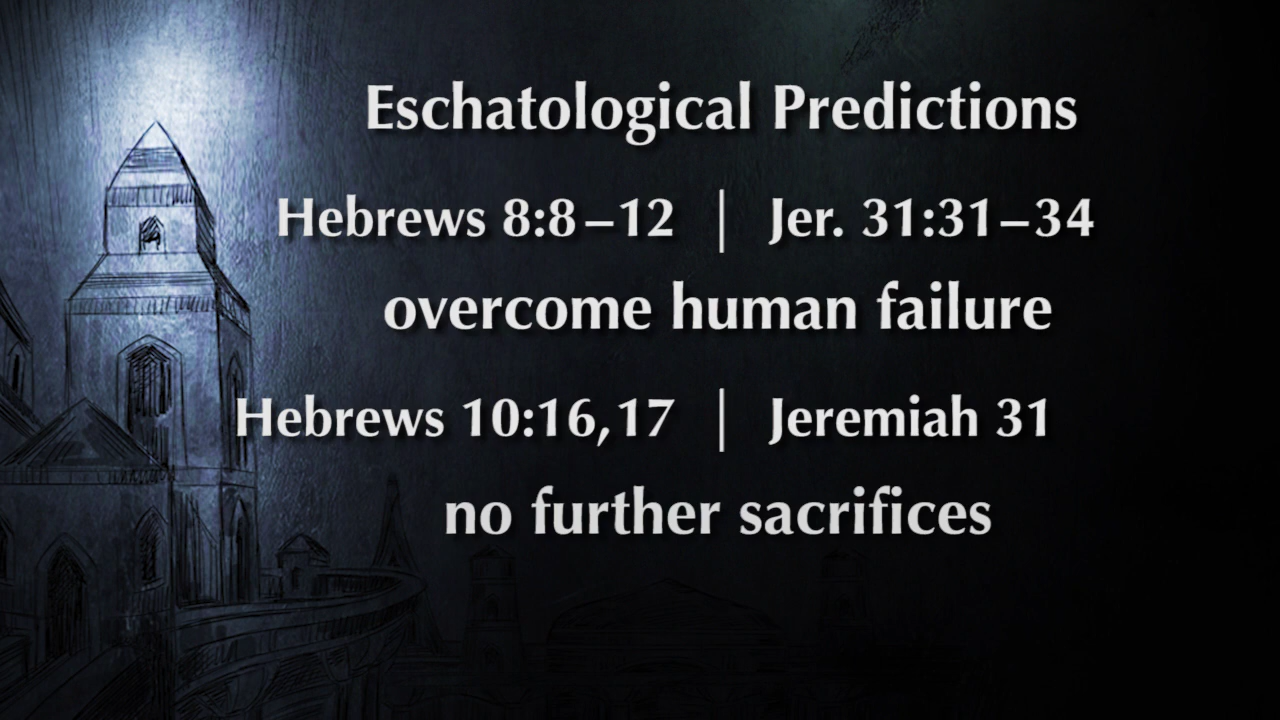 Eschatological Predictions
Hebrews 8:8–12 | Jer. 31:31–34
overcome human failure
Hebrews 10:16,17 | Jeremiah 31
no further sacrifices